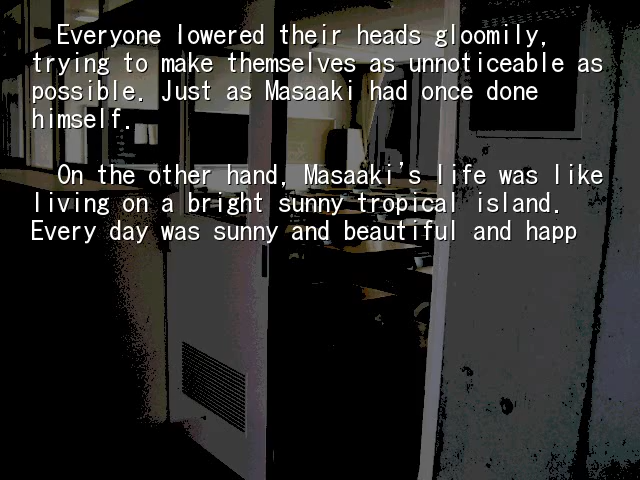 Everyone lowered their heads gloomily,
trying to make themselves as unnoticeable as
possible. Just as Masaaki had once done
himself.
On the other hand, Masaaki's life was like
living on a bright sunny tropical island.
Every day was sunny and beautiful and happ